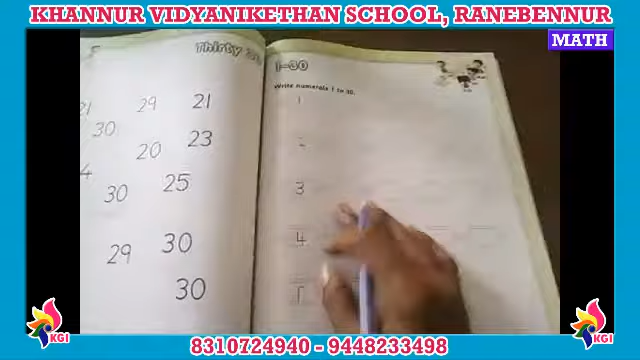 KHANNUR VIDYANIKETHAN SCHOOL, RANEBENNUR
MATH
Thirty
1-30
Write numerals 1 to 30.
21 29 21
30 23
20
30 25
29 30
30
1
2
3
4
KGI
KGI
8310724940 - 9448233498